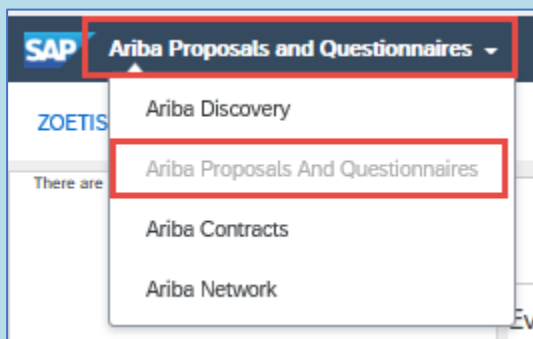 SAP Ariba Proposals and Questionnaires
Ariba Discovery
ZOETIS
Ariba Proposals And Questionnaires
There are
Ariba Contracts
Ariba Network
Ev